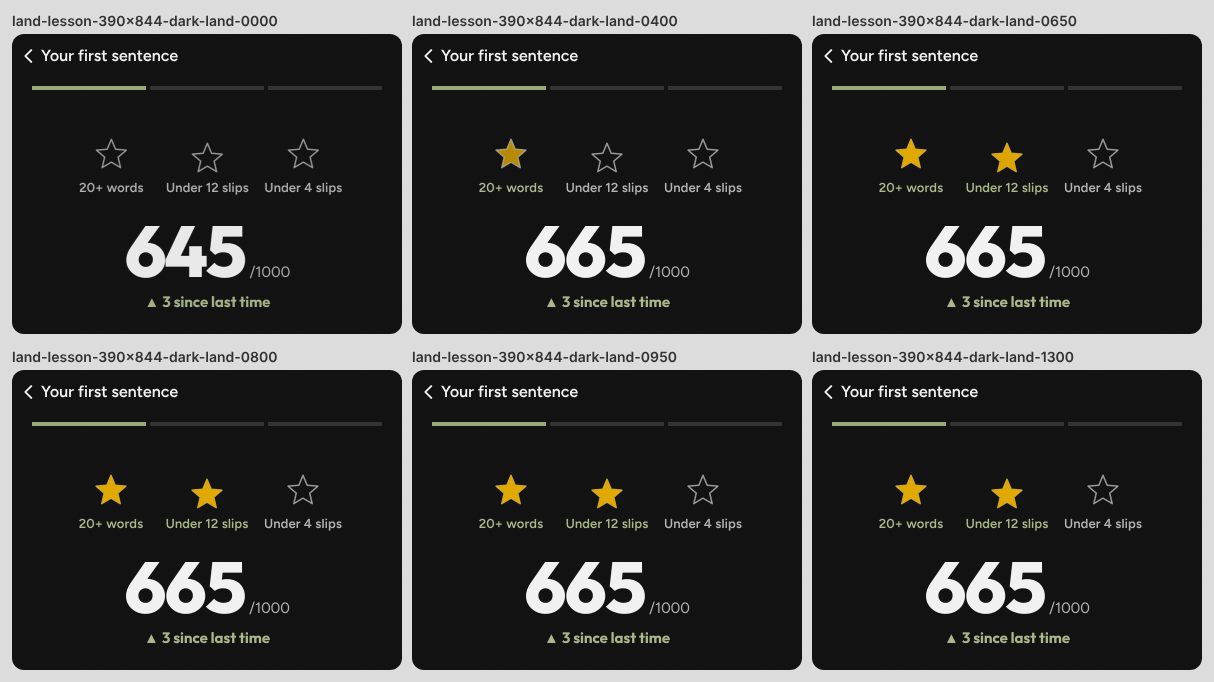 land-lesson-390×844-dark-land-0000
Your first sentence
20+ words
Under 12 slips
Under 4 slips
645 /1000
▲ 3 since last time
land-lesson-390×844-dark-land-0400
Your first sentence
20+ words
Under 12 slips
Under 4 slips
665 /1000
▲ 3 since last time
land-lesson-390×844-dark-land-0650
Your first sentence
20+ words
Under 12 slips
Under 4 slips
665 /1000
▲ 3 since last time
land-lesson-390×844-dark-land-0800
Your first sentence
20+ words
Under 12 slips
Under 4 slips
665 /1000
▲ 3 since last time
land-lesson-390×844-dark-land-0950
Your first sentence
20+ words
Under 12 slips
Under 4 slips
665 /1000
▲ 3 since last time
land-lesson-390×844-dark-land-1300
Your first sentence
20+ words
Under 12 slips
Under 4 slips
665 /1000
▲ 3 since last time